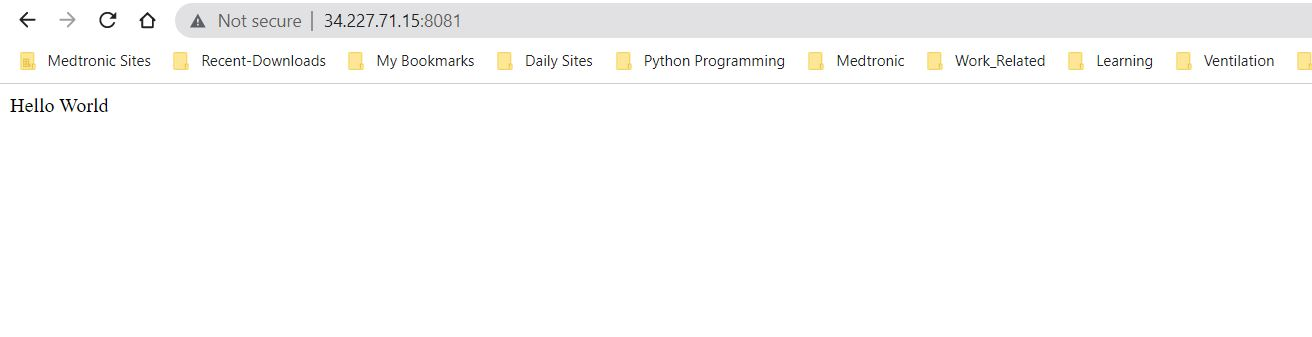 Not secure | 34.227.71.15:8081
Medtronic Sites Recent-Downloads My Bookmarks Daily Sites Python Programming Medtronic Work_Related Learning Ventilation
Hello World